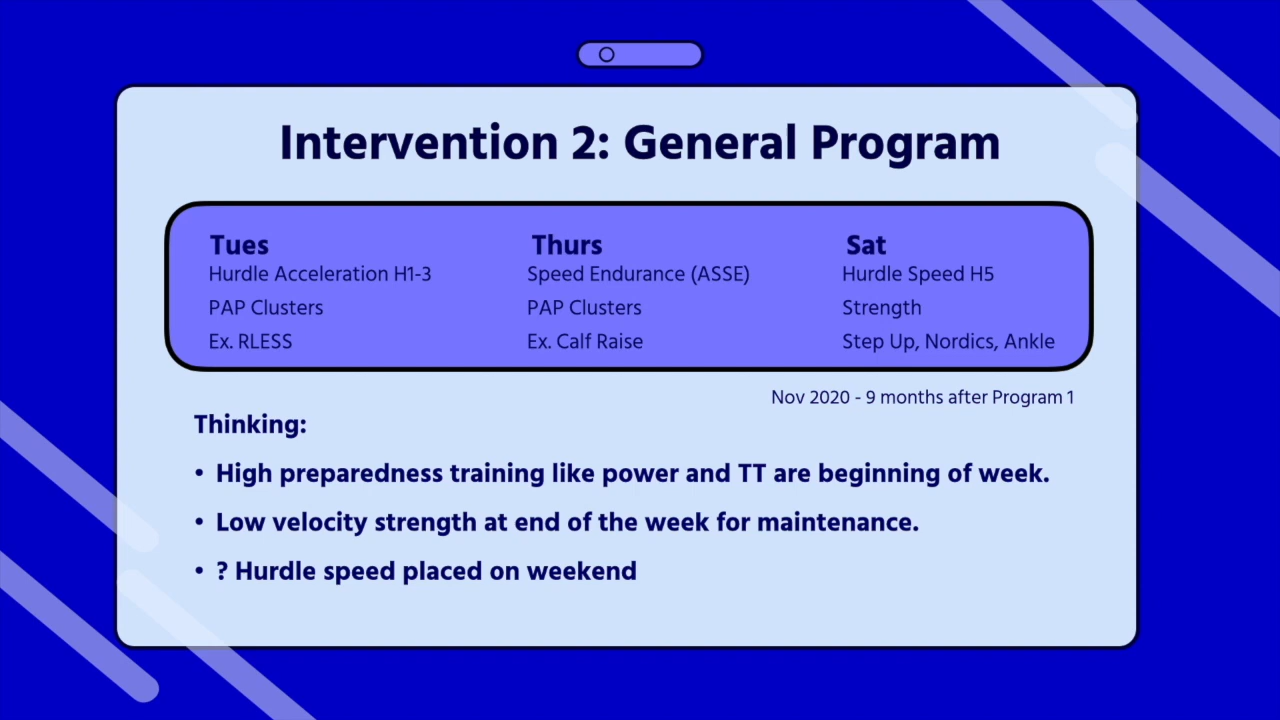 Intervention 2: General Program
Tues
Hurdle Acceleration H1-3
PAP Clusters
Ex. RLESS
Thurs
Speed Endurance (ASSE)
PAP Clusters
Ex. Calf Raise
Sat
Hurdle Speed H5
Strength
Step Up, Nordics, Ankle
Nov 2020 - 9 months after Program 1
Thinking:
• High preparedness training like power and TT are beginning of week.
• Low velocity strength at end of the week for maintenance.
• ? Hurdle speed placed on weekend